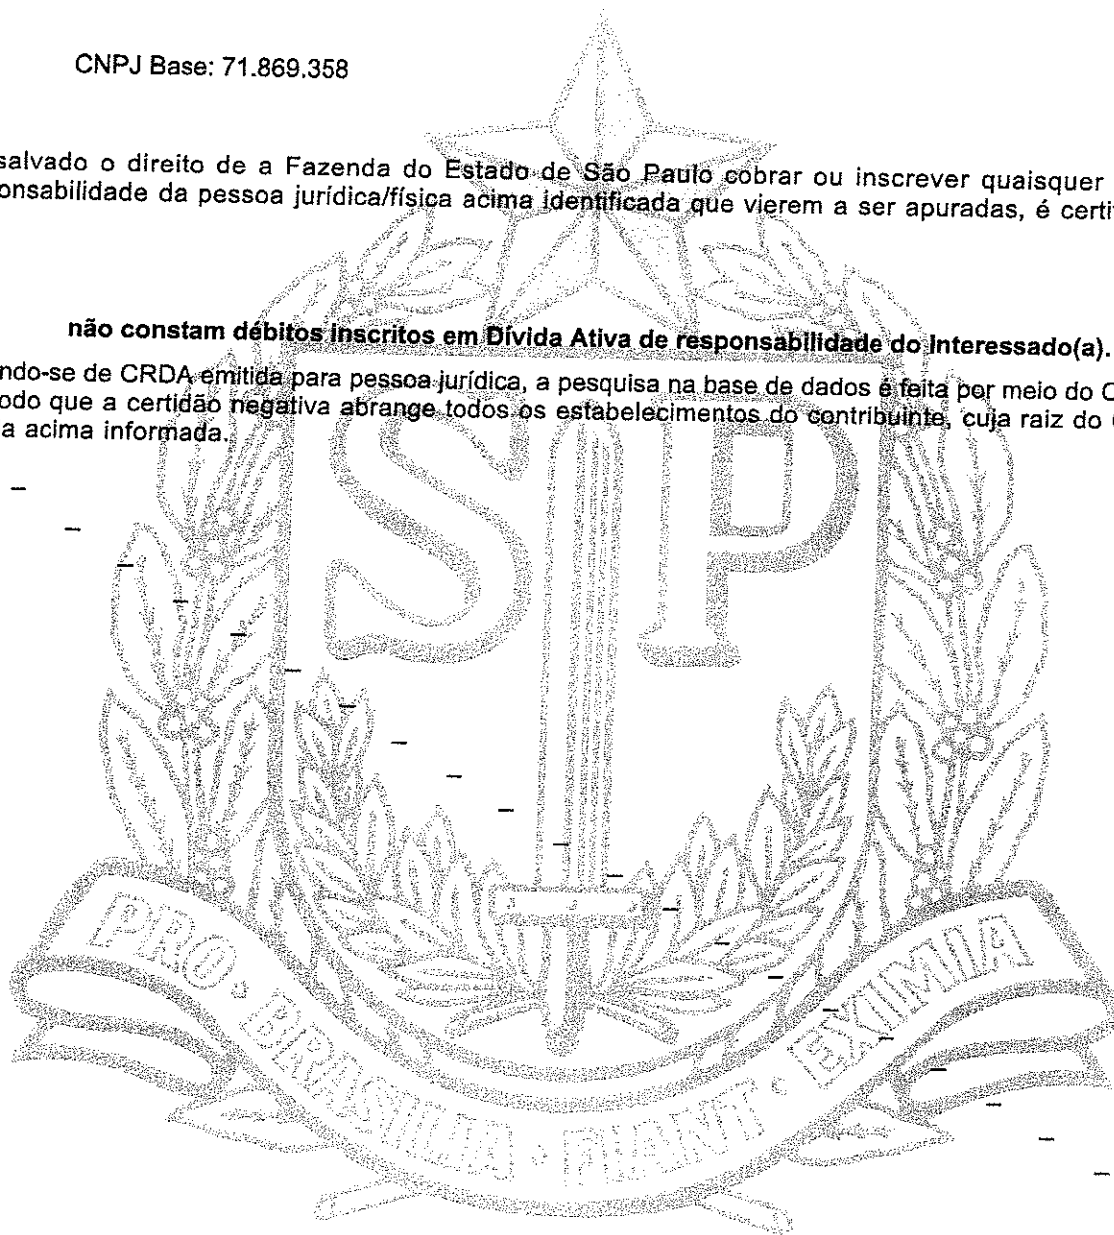 CNPJ Base: 71.869.358
salvado o direito de a Fazenda do Estado de São Paulo cobrar ou inscrever quaisquer
onsabilidade da pessoa jurídica/física acima identificada que vierem a ser apuradas, é certi
não constam débitos inscritos em Dívida Ativa de responsabilidade do Interessado(a).
ndo-se de CRDA emitida para pessoa jurídica, a pesquisa na base de dados é feita por meio do C
odo que a certidão negativa abrange todos os estabelecimentos do contribuinte, cuja raiz do
a acima informada.
SP
PRO · BRASILIA · FIANT · EXIMIA